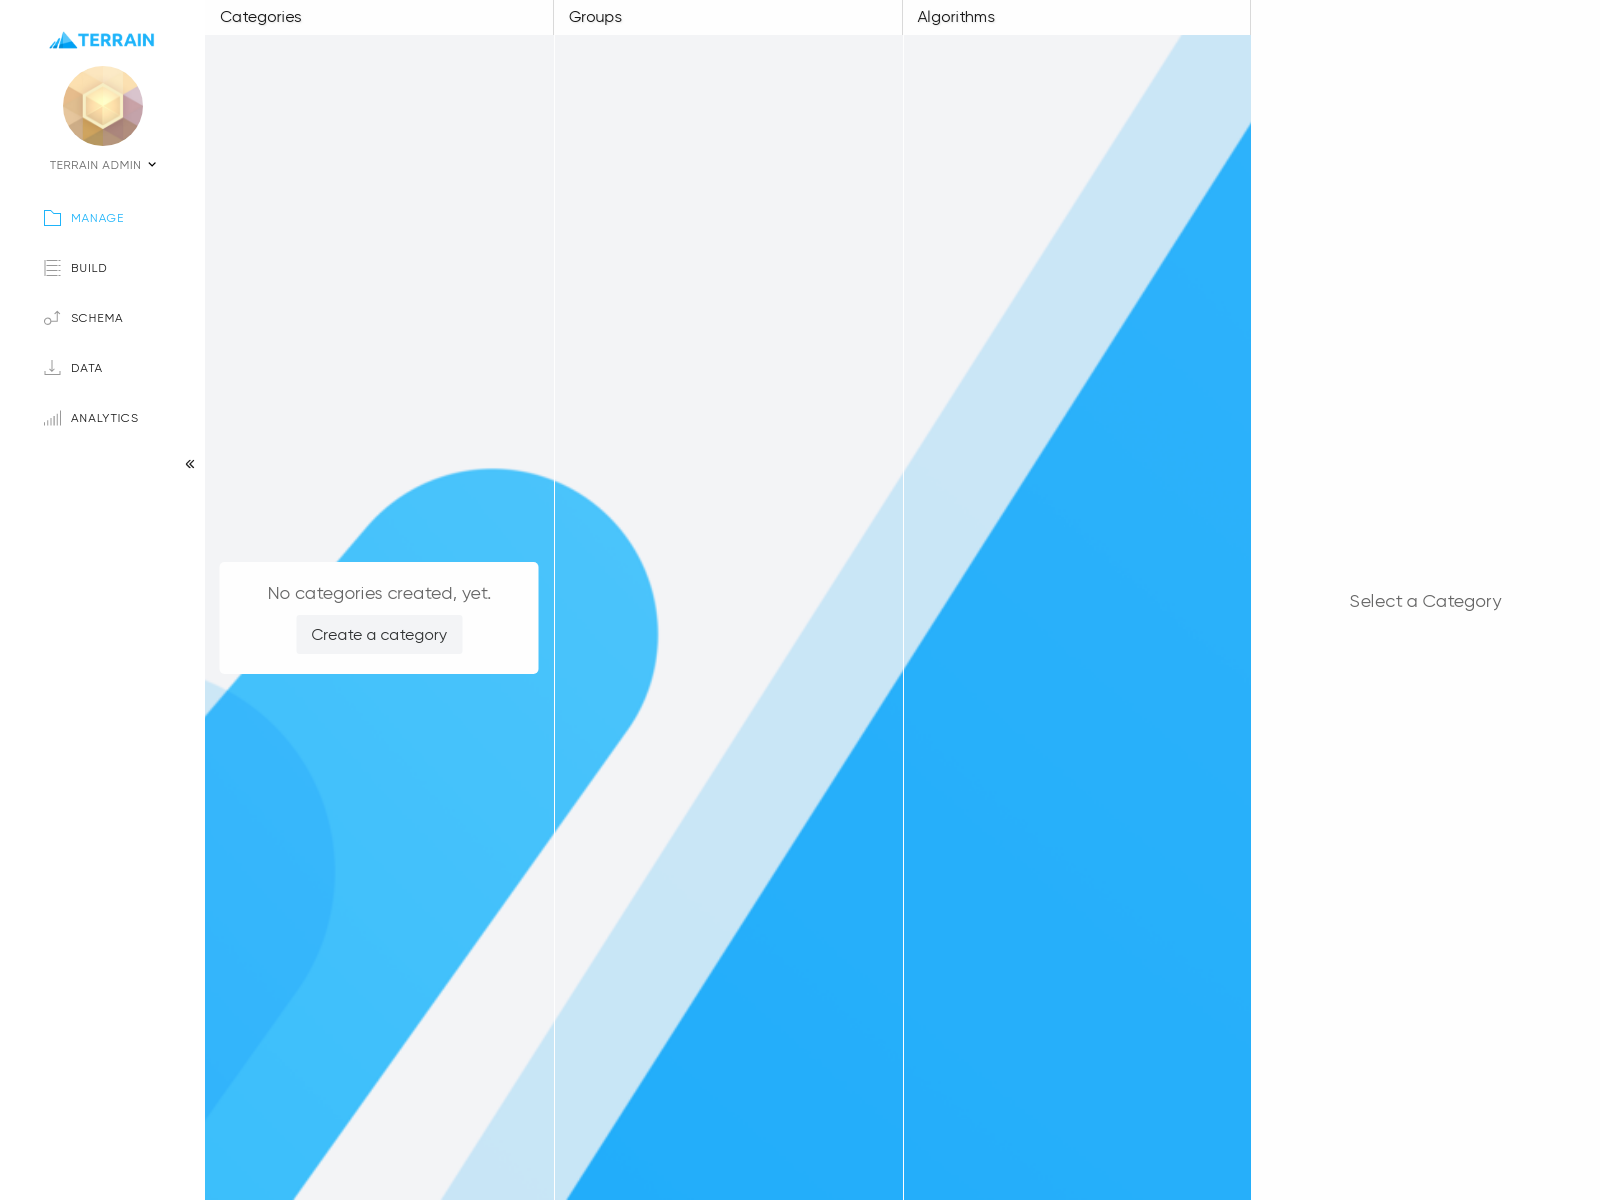 TERRAIN
TERRAIN ADMIN
MANAGE
BUILD
SCHEMA
DATA
ANALYTICS
Categories
Groups
Algorithms
No categories created, yet.
Create a category
Select a Category